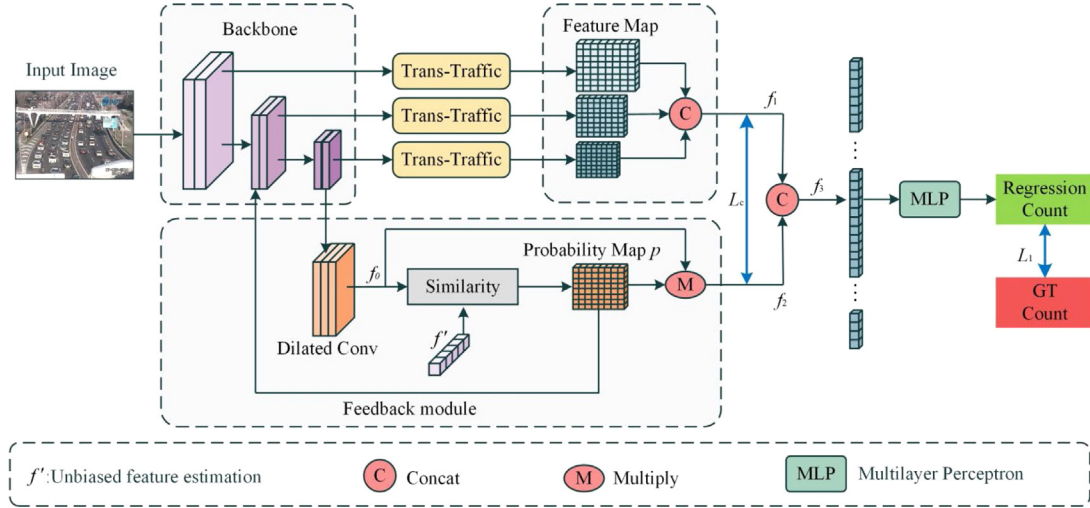 Backbone
Feature Map
Input Image
Trans-Traffic
Trans-Traffic
Trans-Traffic
C
f₁
L꜀
C
f₃
MLP
Regression
Count
L₁
GT
Count
f₂
Probability Map p
f₀
Similarity
M
f'
Dilated Conv
Feedback module
f':Unbiased feature estimation
C
Concat
M
Multiply
MLP
Multilayer Perceptron